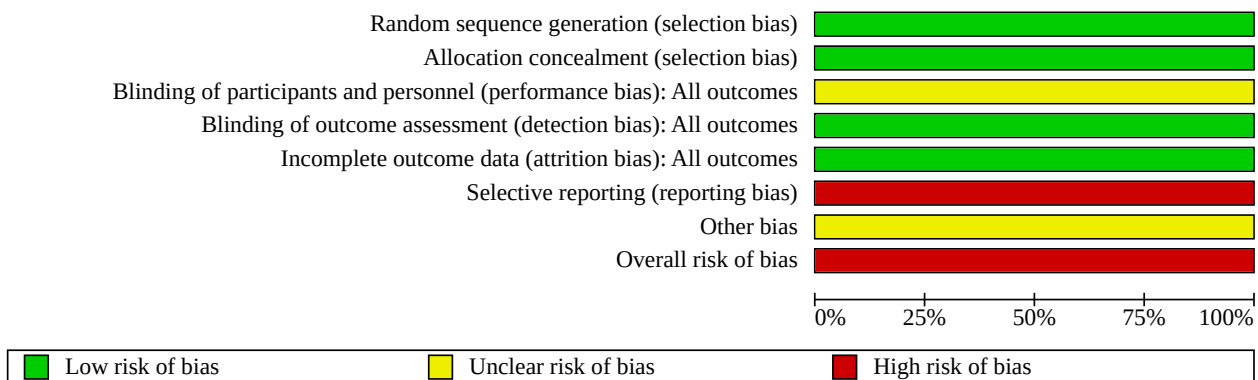 Random sequence generation (selection bias)
Allocation concealment (selection bias)
Blinding of participants and personnel (performance bias): All outcomes
Blinding of outcome assessment (detection bias): All outcomes
Incomplete outcome data (attrition bias): All outcomes
Selective reporting (reporting bias)
Other bias
Overall risk of bias
0% 25% 50% 75% 100%
Low risk of bias Unclear risk of bias High risk of bias